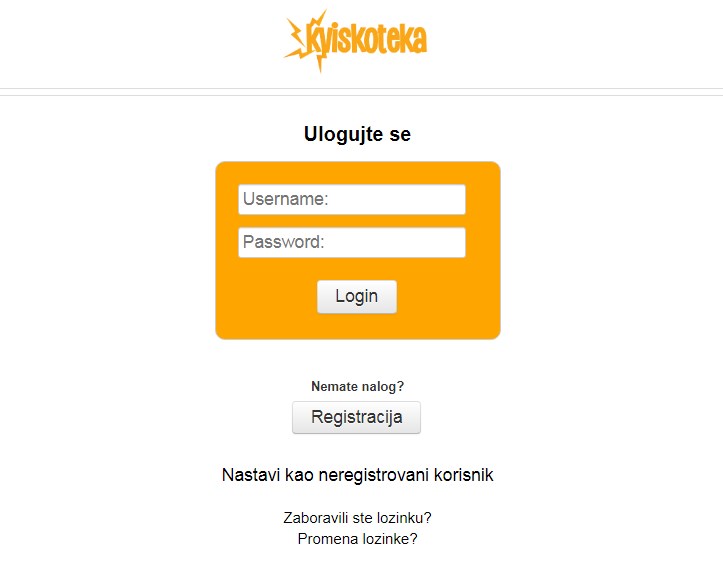 kviskoteka
Ulogujte se
Username:
Password:
Login
Nemate nalog?
Registracija
Nastavi kao neregistrovani korisnik
Zaboravili ste lozinku?
Promena lozinke?